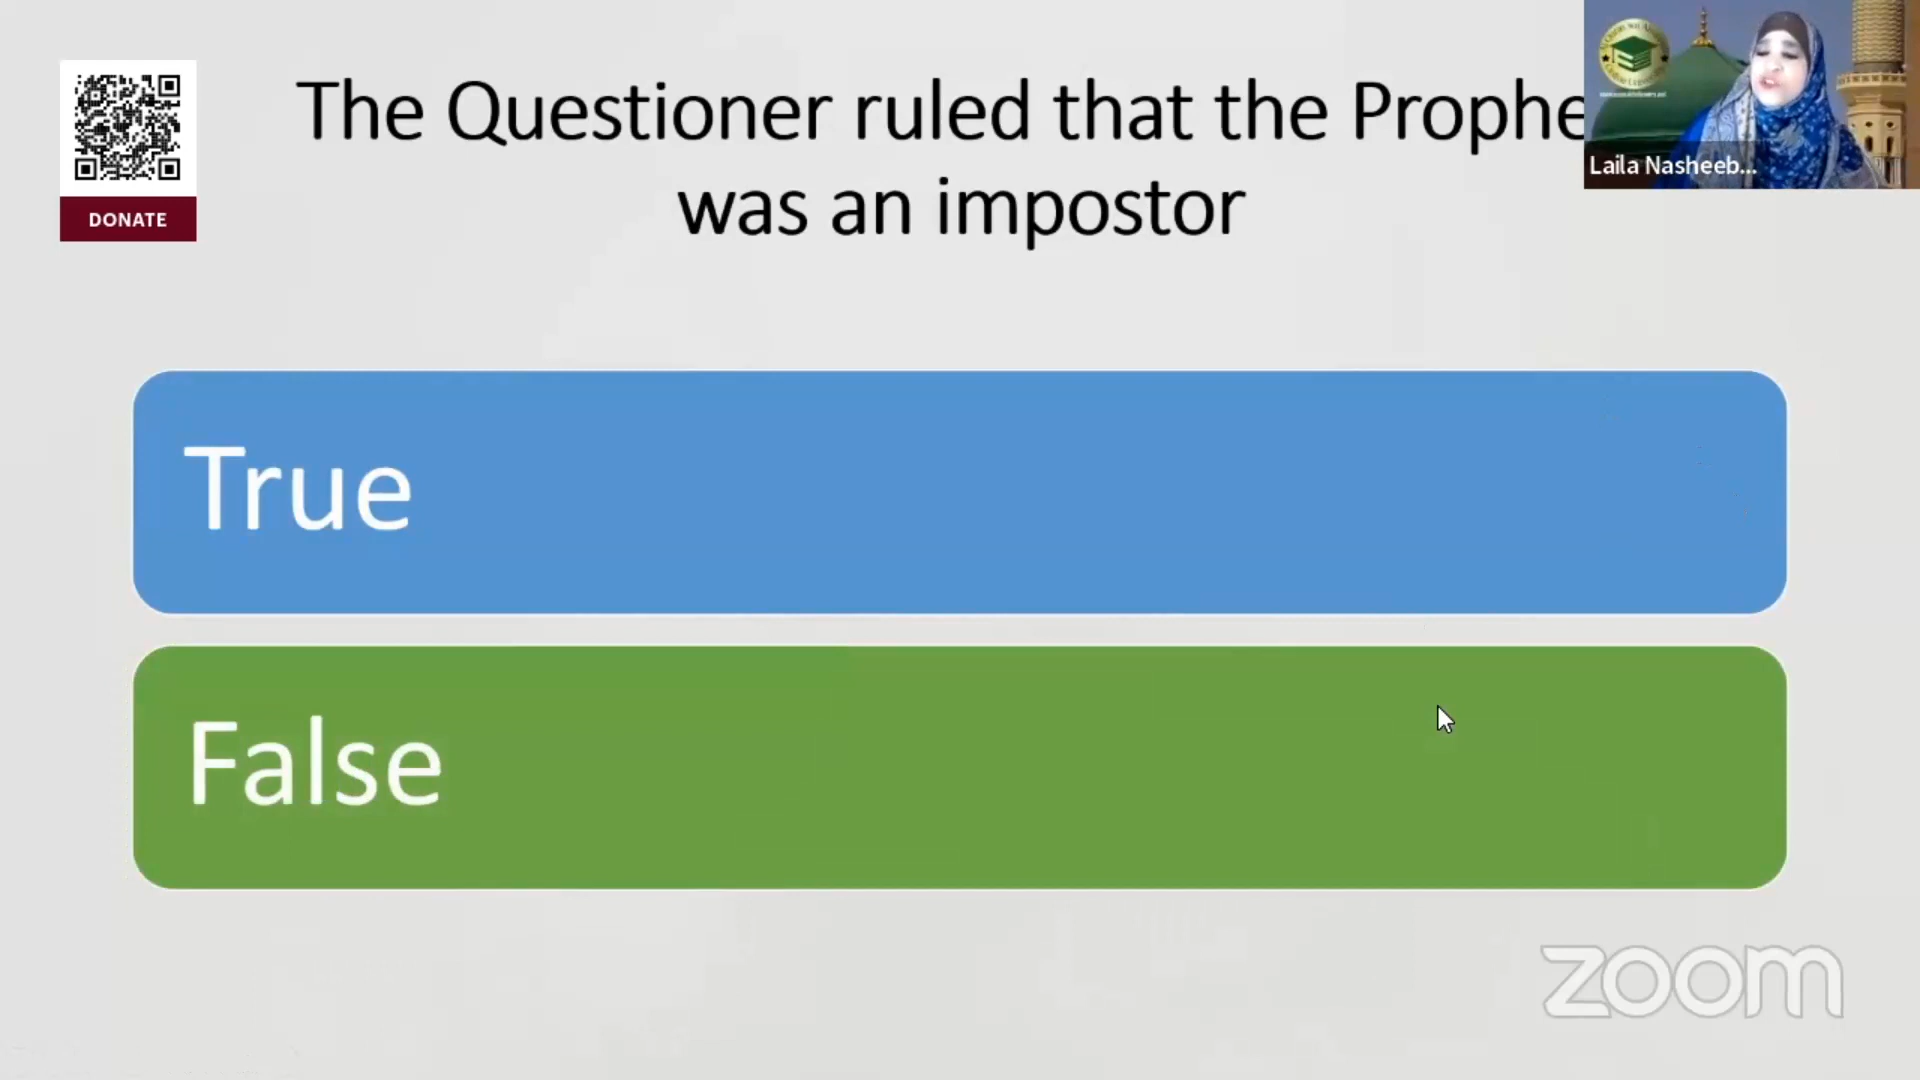 The Questioner ruled that the Prophe
was an impostor
DONATE
Laila Nasheeb...
True
False
zoom